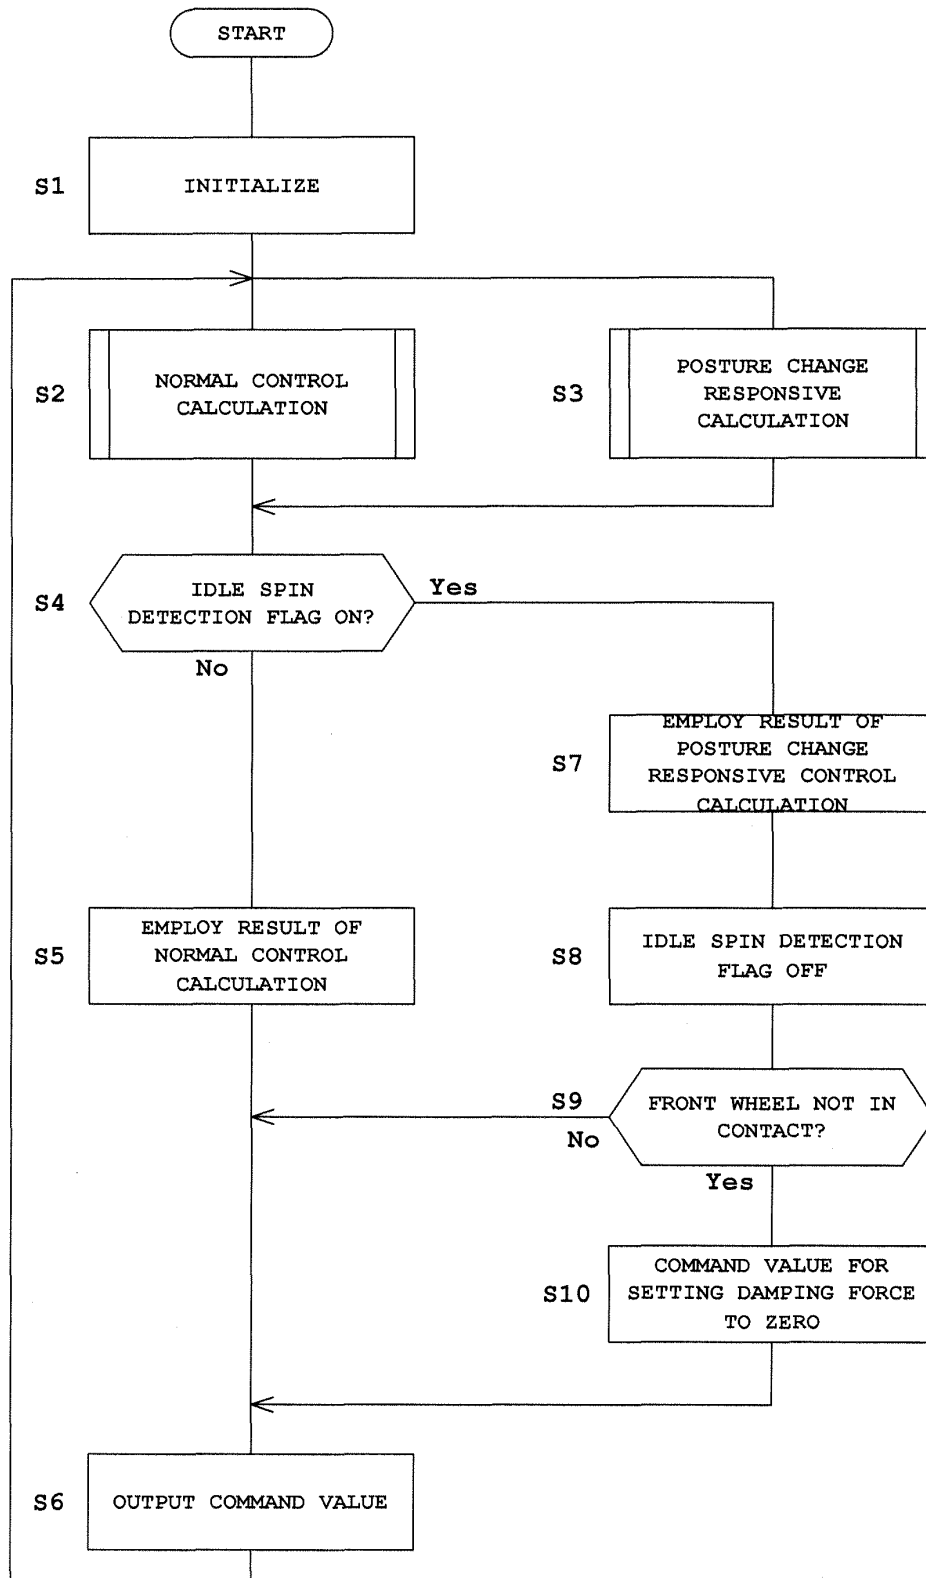 START
S1
INITIALIZE
S2
NORMAL CONTROL
CALCULATION
S3
POSTURE CHANGE
RESPONSIVE
CALCULATION
S4
IDLE SPIN
DETECTION FLAG ON?
Yes
No
S7
EMPLOY RESULT OF
POSTURE CHANGE
RESPONSIVE CONTROL
CALCULATION
S5
EMPLOY RESULT OF
NORMAL CONTROL
CALCULATION
S8
IDLE SPIN DETECTION
FLAG OFF
S9
FRONT WHEEL NOT IN
CONTACT?
No
Yes
S10
COMMAND VALUE FOR
SETTING DAMPING FORCE
TO ZERO
S6
OUTPUT COMMAND VALUE